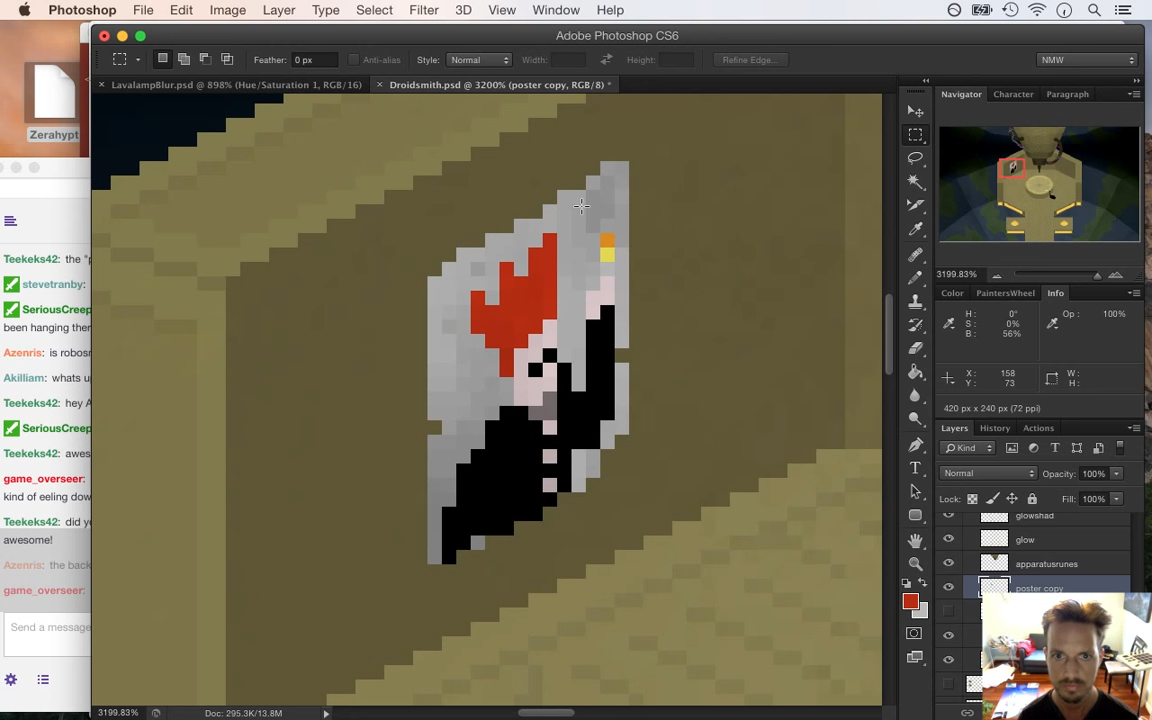 Photoshop File Edit Image Layer Type Select Filter 3D View Window Help
Adobe Photoshop CS6
Feather: 0 px Anti-alias Style: Normal Width: Height: Refine Edge... NMW
× LavalampBlur.psd @ 898% (Hue/Saturation 1, RGB/16) × Droidsmith.psd @ 3200% (poster copy, RGB/8) *
Zerahypt
Teekeks42: the "p
stevetranby:
SeriousCreep
been hanging ther
Azenris: is robosm
Akilliam: whats u
Teekeks42: hey A
SeriousCreep
Teekeks42: awes
game_overseer:
kind of eeling dow
Teekeks42: did yo
awesome!
Azenris: the back
game_overseer:
Send a message
Navigator Character Paragraph
3199.83%
Color PaintersWheel Info
H: 0°
S: 0%
B: 56%
Op: 100%
X: 158
Y: 73
W:
H:
420 px x 240 px (72 ppi)
Layers History Actions
Kind
Normal Opacity: 100%
Lock: Fill: 100%
glowshad
glow
apparatusrunes
poster copy
3199.83% Doc: 295.3K/13.8M